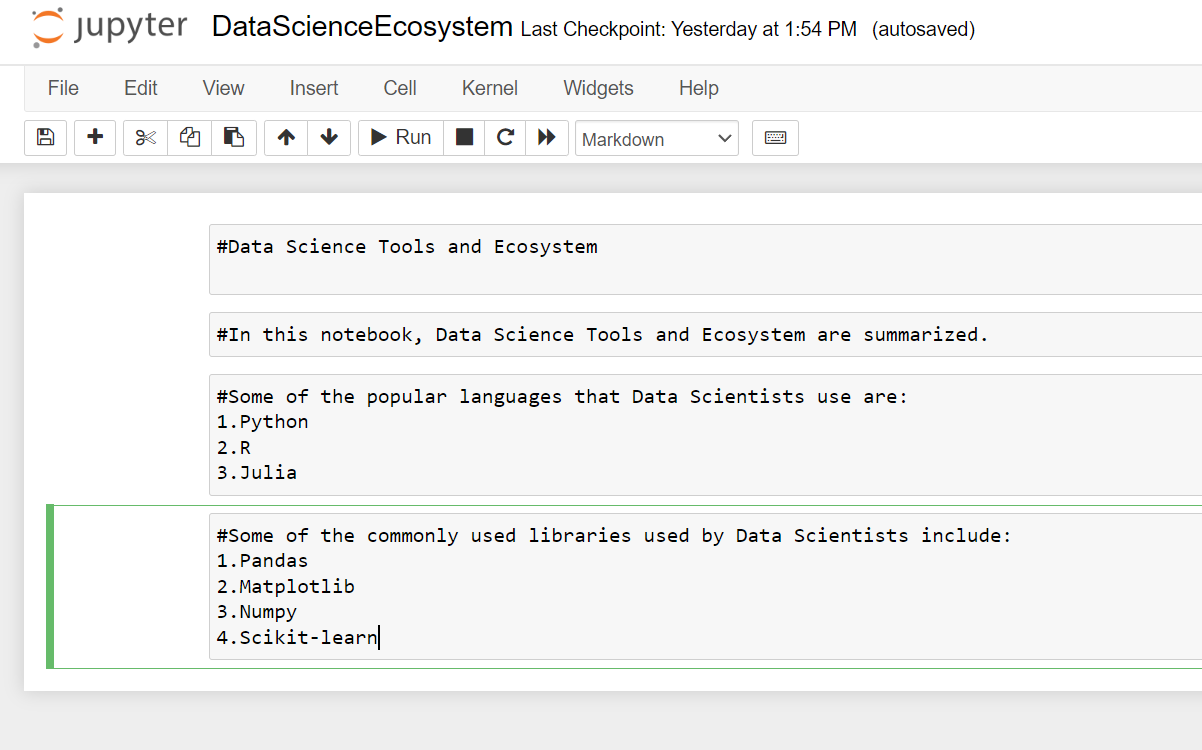 jupyter DataScienceEcosystem Last Checkpoint: Yesterday at 1:54 PM (autosaved)
File Edit View Insert Cell Kernel Widgets Help
Run Markdown
#Data Science Tools and Ecosystem
#In this notebook, Data Science Tools and Ecosystem are summarized.
#Some of the popular languages that Data Scientists use are:
1.Python
2.R
3.Julia
#Some of the commonly used libraries used by Data Scientists include:
1.Pandas
2.Matplotlib
3.Numpy
4.Scikit-learn